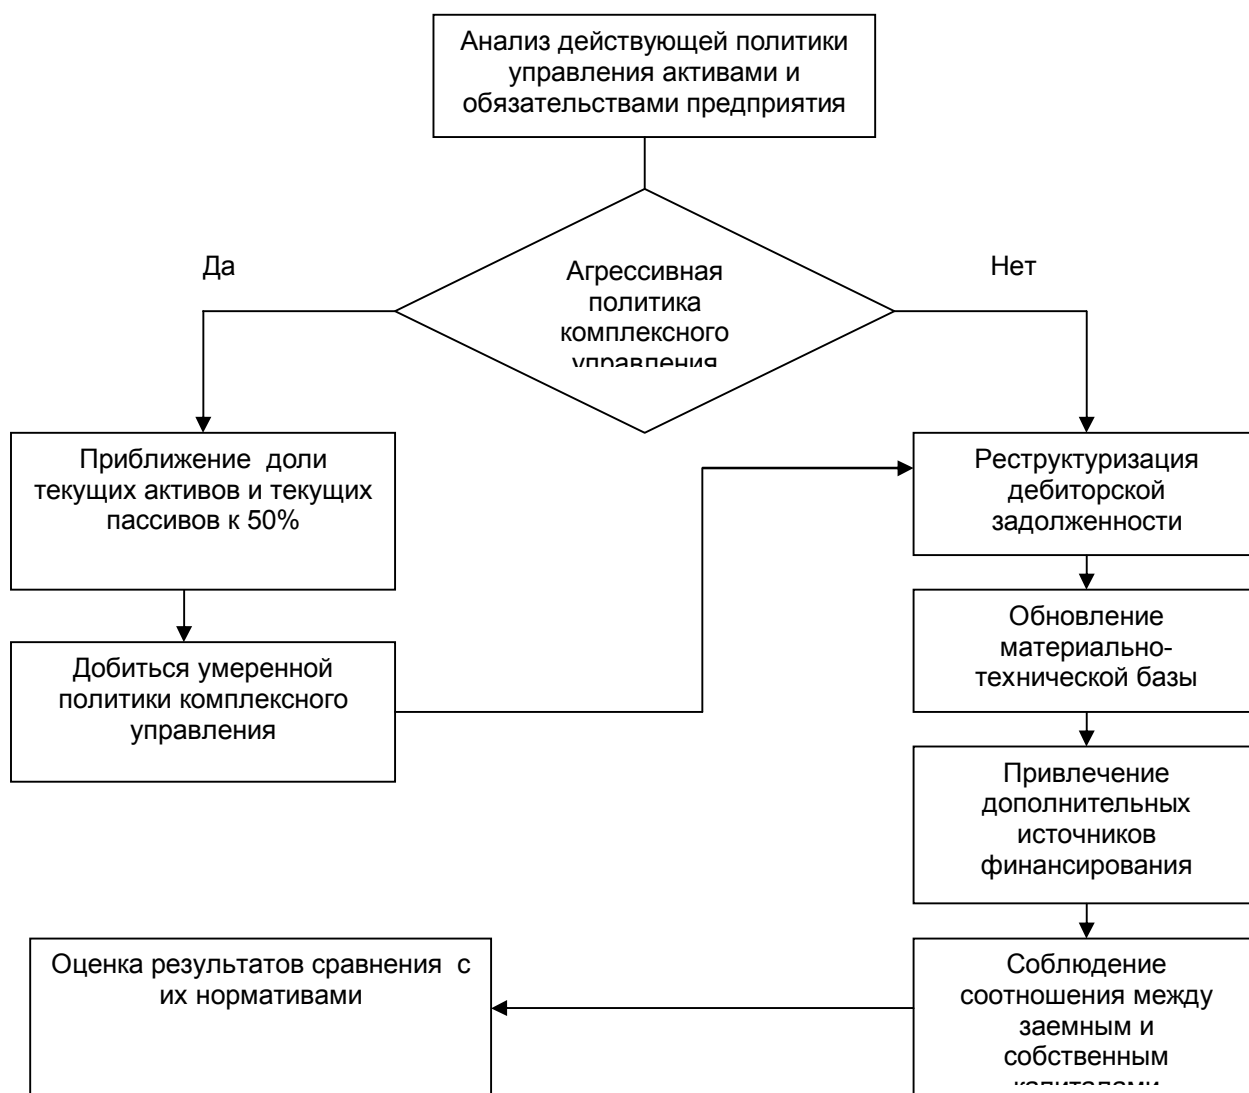 Анализ действующей политики
управления активами и
обязательствами предприятия
Да
Нет
Агрессивная
политика
комплексного
управления
Приближение  доли
текущих активов и текущих
пассивов к 50%
Добиться умеренной
политики комплексного
управления
Реструктуризация
дебиторской
задолженности
Обновление
материально-
технической базы
Привлечение
дополнительных
источников
финансирования
Соблюдение
соотношения между
заемным и
собственным
капиталами
Оценка результатов сравнения  с
их нормативами